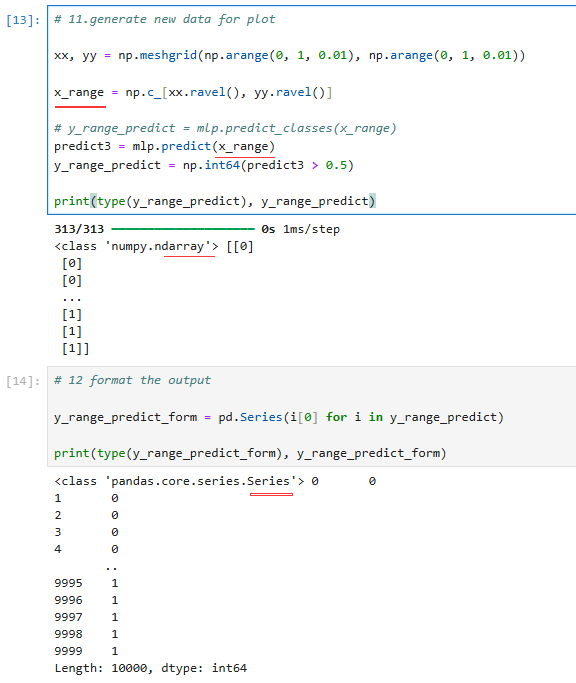 [13]: # 11.generate new data for plot
xx, yy = np.meshgrid(np.arange(0, 1, 0.01), np.arange(0, 1, 0.01))
x_range = np.c_[xx.ravel(), yy.ravel()]
# y_range_predict = mlp.predict_classes(x_range)
predict3 = mlp.predict(x_range)
y_range_predict = np.int64(predict3 > 0.5)
print(type(y_range_predict), y_range_predict)
313/313 ━━━━━━━━━━━━━━━━━━━━ 0s 1ms/step
<class 'numpy.ndarray'> [[0]
[0]
[0]
...
[1]
[1]
[1]]
[14]: # 12 format the output
y_range_predict_form = pd.Series(i[0] for i in y_range_predict)
print(type(y_range_predict_form), y_range_predict_form)
<class 'pandas.core.series.Series'> 0       0
1       0
2       0
3       0
4       0
..
9995    1
9996    1
9997    1
9998    1
9999    1
Length: 10000, dtype: int64